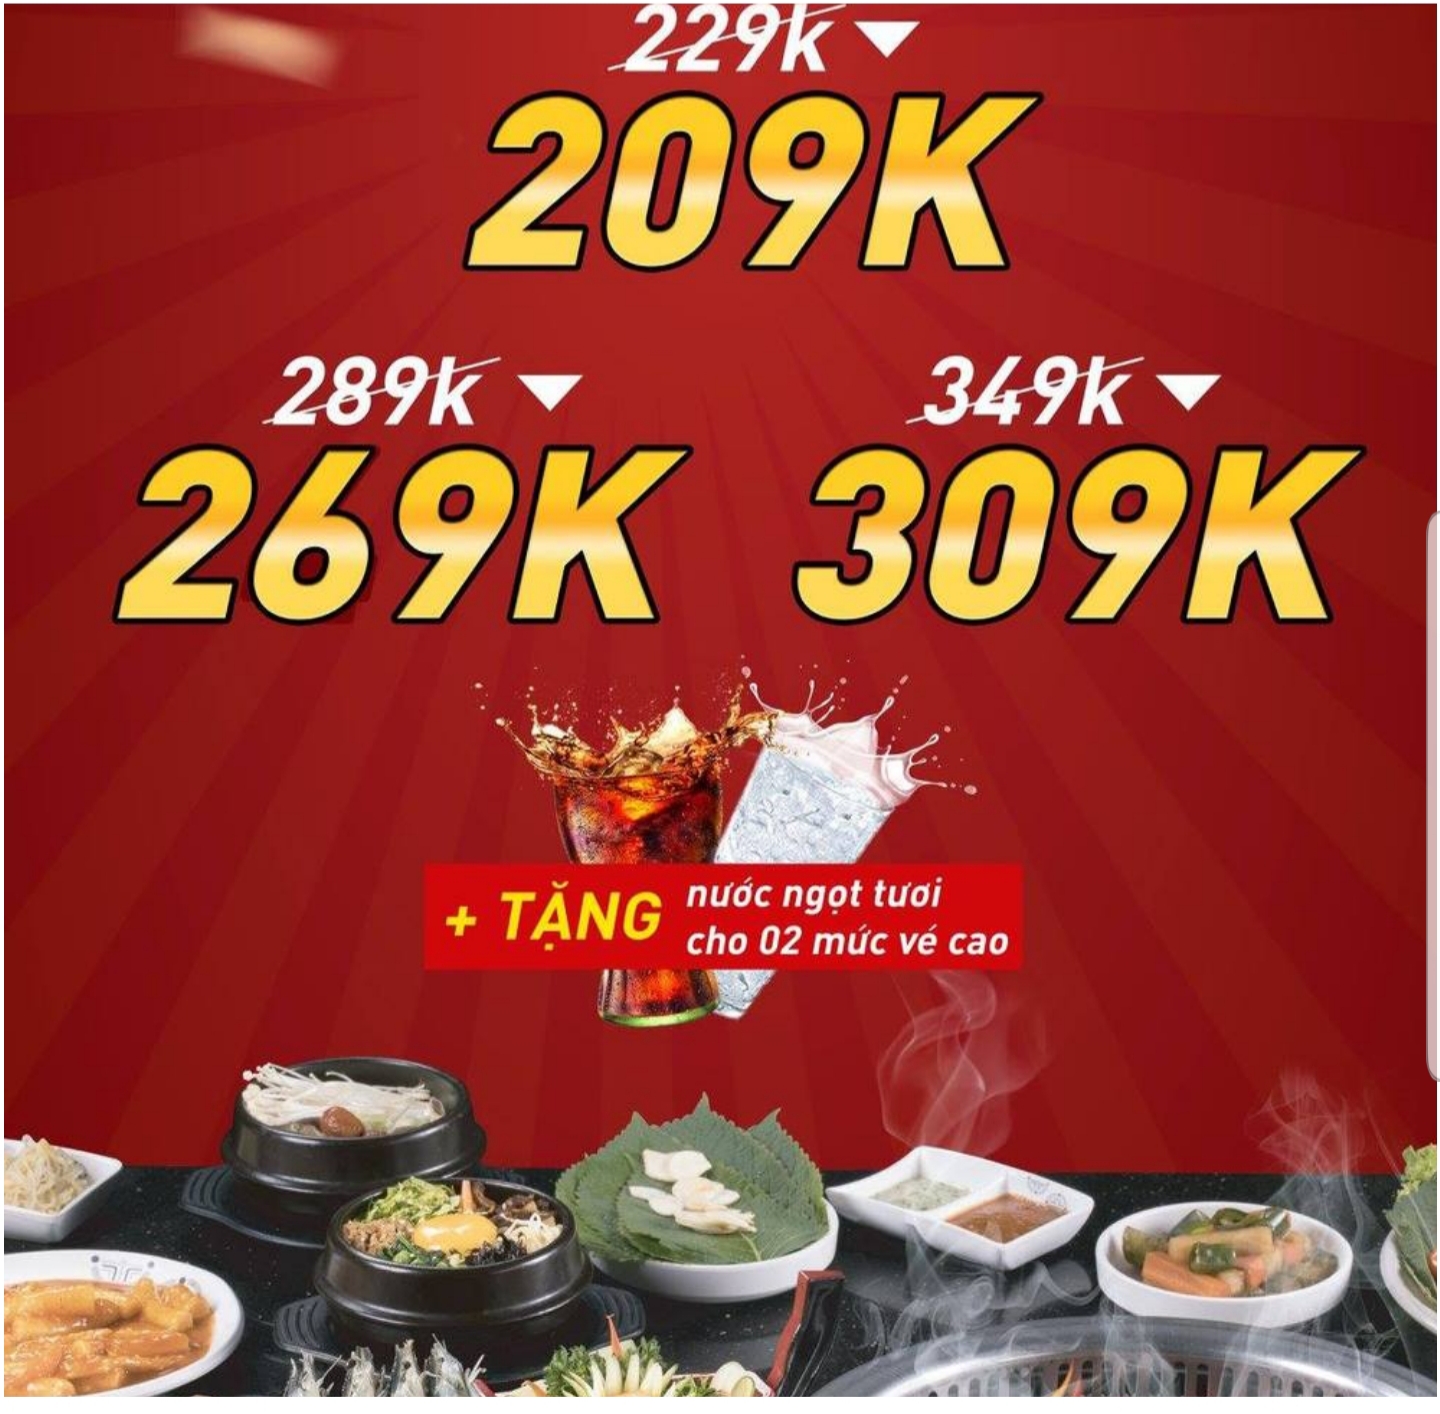 229k
209K
289k
349k
269K
309K
+ TẶNG
nước ngọt tươi
cho 02 mức vé cao